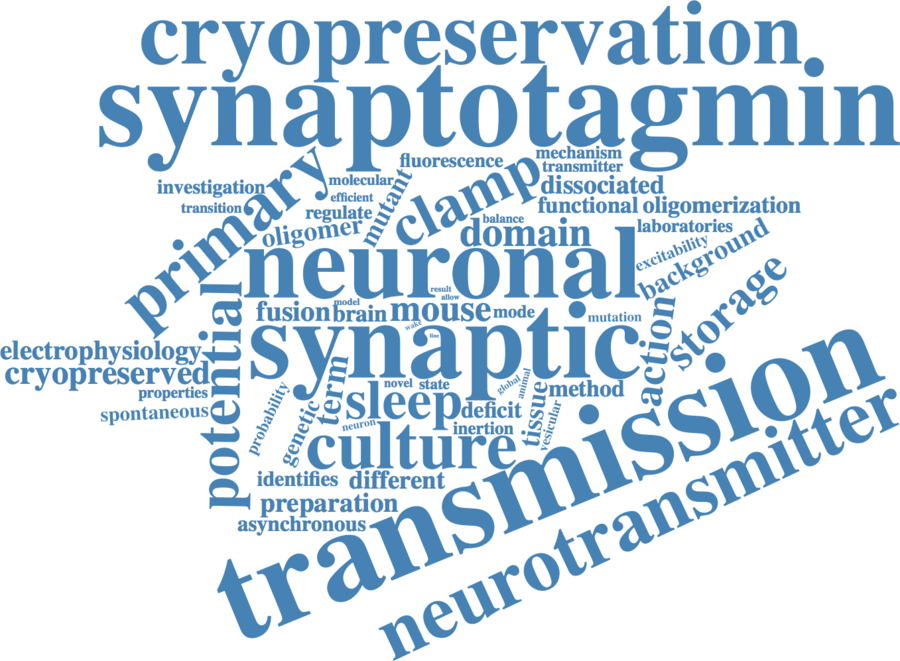 cryopreservation
synaptotagmin
primary
fluorescence
mechanism
transmitter
investigation
molecular
mutant
clamp
dissociated
transition
efficient
regulate
oligomer
balance
functional oligomerization
domain
laboratories
neuronal
excitability
background
storage
potential
result
allow
model
fusion
brain
mouse
mode
mutation
action
wake
line
synaptic
electrophysiology
cryopreserved
properties
spontaneous
term
novel
state
global
animal
method
sleep
deficit
tissue
vesicular
probability
genetic
neuron
inertion
culture
identifies
different
preparation
asynchronous
transmission
neurotransmitter